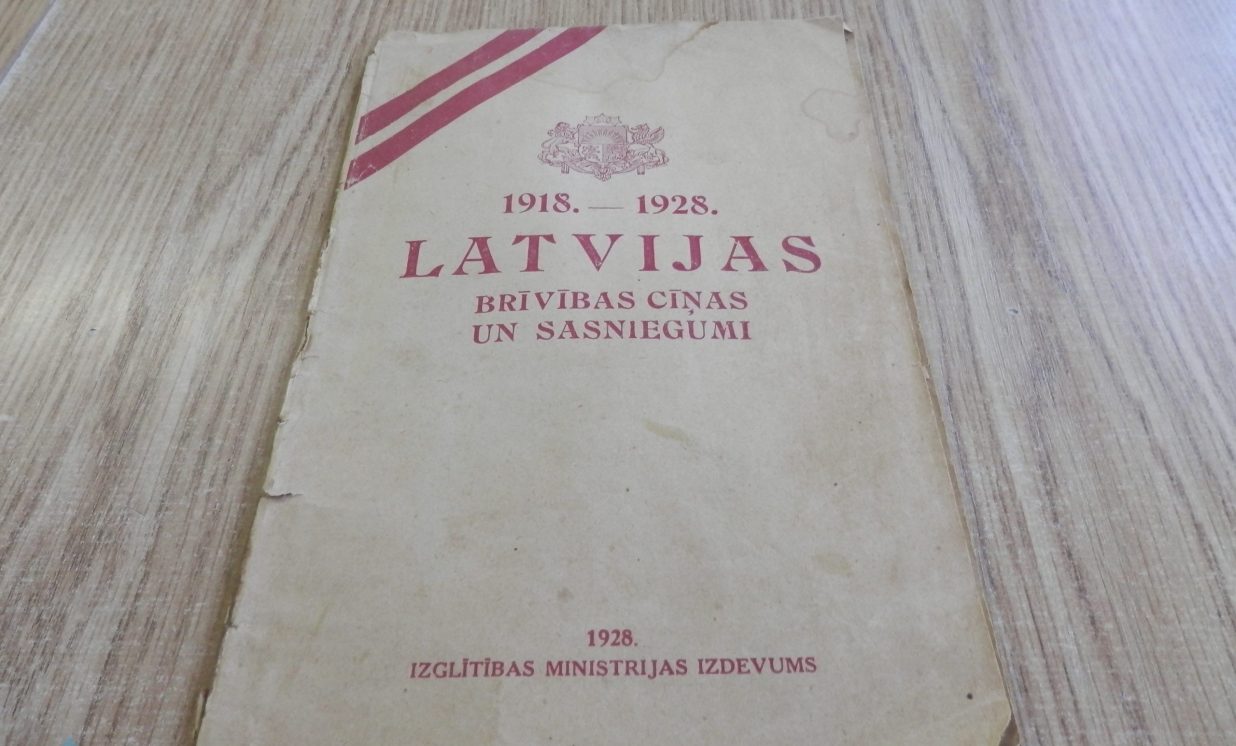 1918. — 1928.
LATVIJAS
BRĪVĪBAS CĪŅAS
UN SASNIEGUMI
1928.
IZGLĪTĪBAS MINISTRIJAS IZDEVUMS